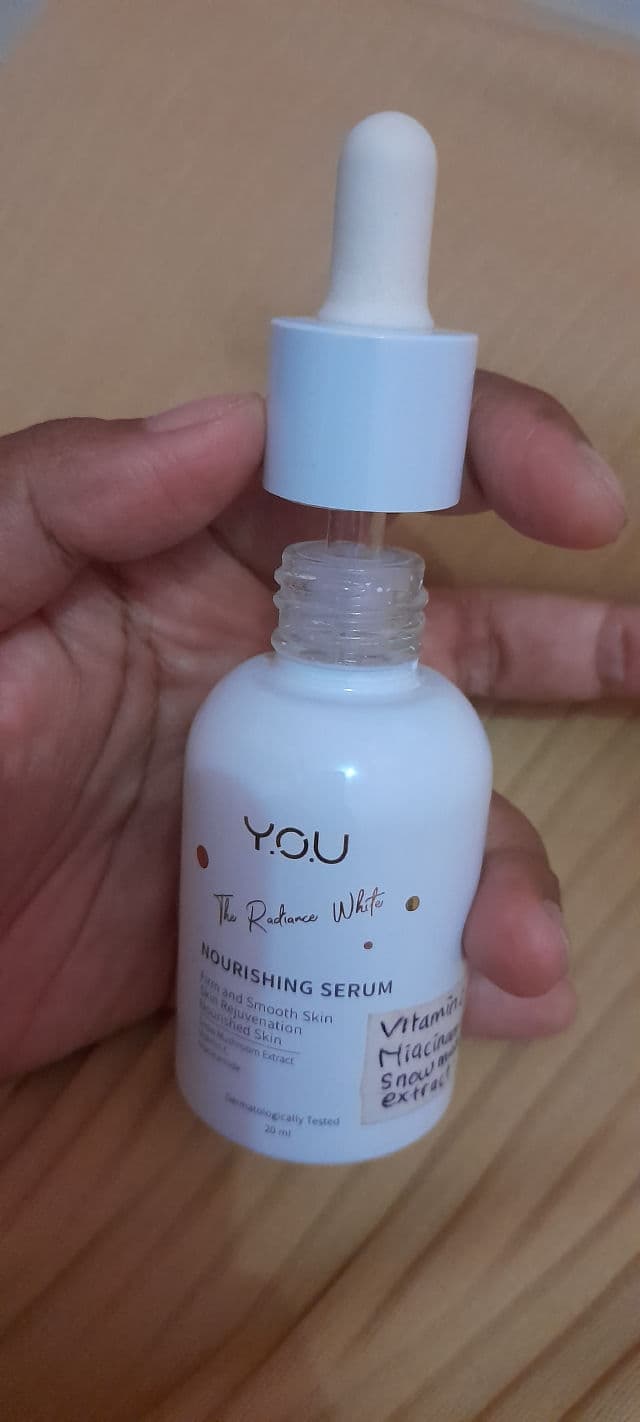 Y.O.U
The Radiance White
NOURISHING SERUM
Firm and Smooth Skin
Skin Rejuvenation
Nourished Skin
Snow Mushroom Extract
Niacinamide
Dermatologically Tested
20 ml
Vitamin
Snow
extract